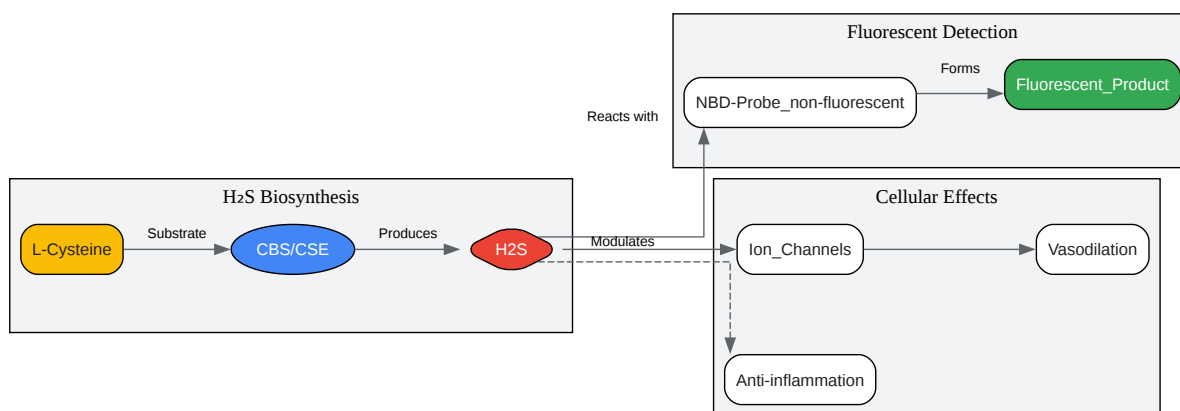 Fluorescent Detection
Forms
NBD-Probe_non-fluorescent
Fluorescent_Product
Reacts with
H₂S Biosynthesis
L-Cysteine
Substrate
CBS/CSE
Produces
H2S
Modulates
Cellular Effects
Ion_Channels
Vasodilation
Anti-inflammation